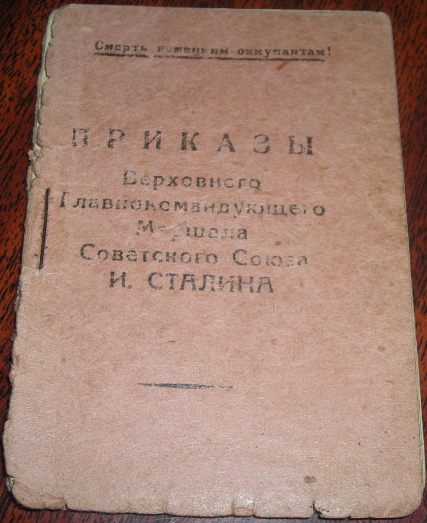 Смерть немецким оккупантам!
ПРИКАЗЫ
Верховного
Главнокомандующего
Маршала
Советского Союза
И. СТАЛИНА